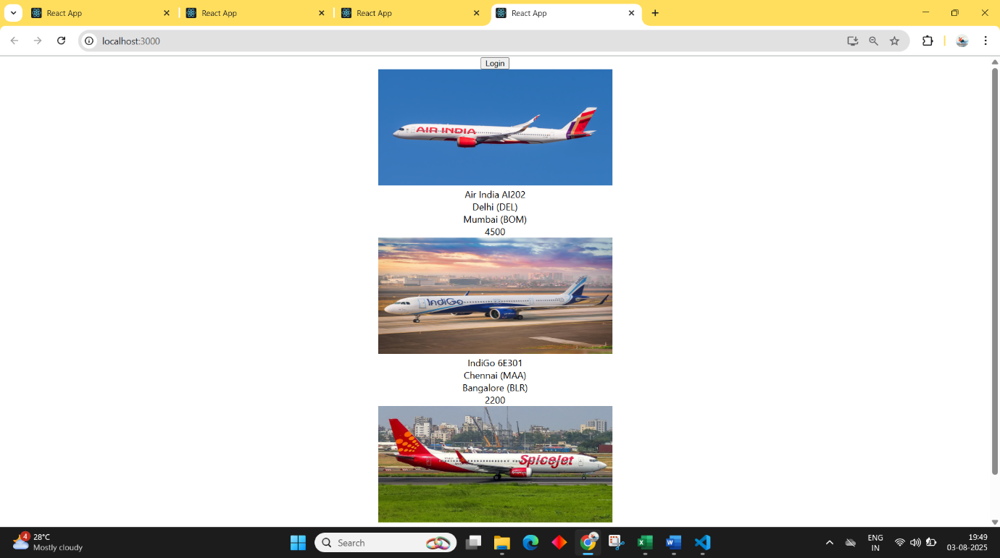 React App
React App
React App
React App
localhost:3000
Login
AIR INDIA
Air India AI202
Delhi (DEL)
Mumbai (BOM)
4500
IndiGo
IndiGo 6E301
Chennai (MAA)
Bangalore (BLR)
2200
SpiceJet
4
28°C
Mostly cloudy
Search
ENG
IN
19:49
03-08-2025